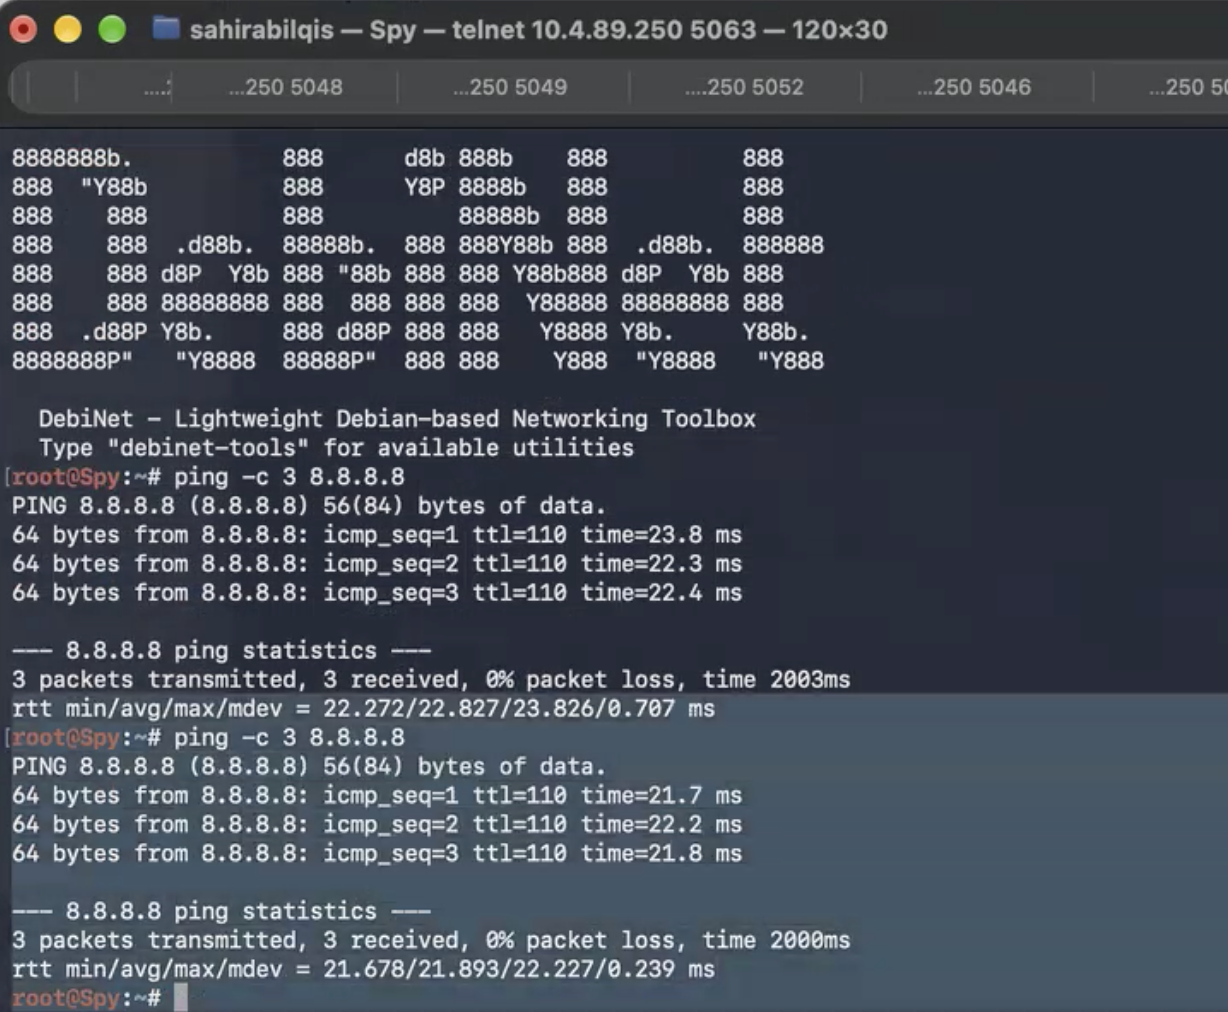 sahirabilqis — Spy — telnet 10.4.89.250 5063 — 120×30
....: ...250 5048 ...250 5049 ....250 5052 ...250 5046 ...250 50
8888888b.           888      d8b 888b    888          888
888  "Y88b          888      Y8P 8888b   888          888
888    888          888          88888b  888          888
888    888  .d88b.  88888b.  888 888Y88b 888  .d88b.  888888
888    888 d8P  Y8b 888 "88b 888 888 Y88b888 d8P  Y8b 888
888    888 88888888 888  888 888 888  Y88888 88888888 888
888  .d88P Y8b.     888 d88P 888 888   Y8888 Y8b.     Y88b.
8888888P"   "Y8888  88888P"  888 888    Y888  "Y8888   "Y888
DebiNet – Lightweight Debian-based Networking Toolbox
Type "debinet-tools" for available utilities
[root@Spy:~# ping -c 3 8.8.8.8
PING 8.8.8.8 (8.8.8.8) 56(84) bytes of data.
64 bytes from 8.8.8.8: icmp_seq=1 ttl=110 time=23.8 ms
64 bytes from 8.8.8.8: icmp_seq=2 ttl=110 time=22.3 ms
64 bytes from 8.8.8.8: icmp_seq=3 ttl=110 time=22.4 ms
--- 8.8.8.8 ping statistics ---
3 packets transmitted, 3 received, 0% packet loss, time 2003ms
rtt min/avg/max/mdev = 22.272/22.827/23.826/0.707 ms
[root@Spy:~# ping -c 3 8.8.8.8
PING 8.8.8.8 (8.8.8.8) 56(84) bytes of data.
64 bytes from 8.8.8.8: icmp_seq=1 ttl=110 time=21.7 ms
64 bytes from 8.8.8.8: icmp_seq=2 ttl=110 time=22.2 ms
64 bytes from 8.8.8.8: icmp_seq=3 ttl=110 time=21.8 ms
--- 8.8.8.8 ping statistics ---
3 packets transmitted, 3 received, 0% packet loss, time 2000ms
rtt min/avg/max/mdev = 21.678/21.893/22.227/0.239 ms
root@Spy:~#